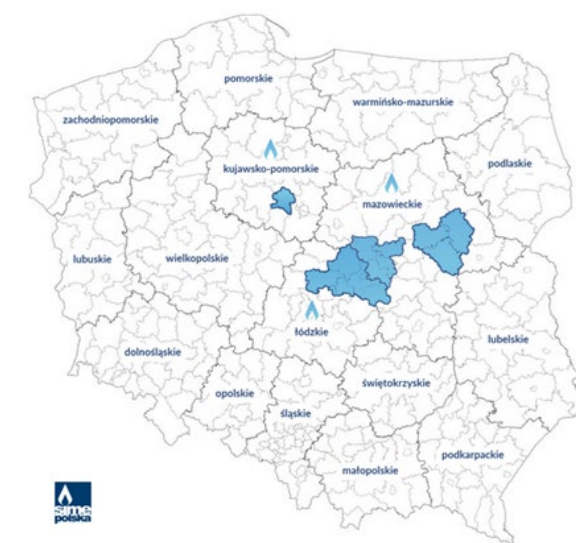 pomorskie
warmińsko-mazurskie
zachodniopomorskie
podlaskie
kujawsko-pomorskie
mazowieckie
lubuskie
wielkopolskie
łódzkie
lubelskie
dolnośląskie
świętokrzyskie
opolskie
śląskie
podkarpackie
małopolskie
sime
polska